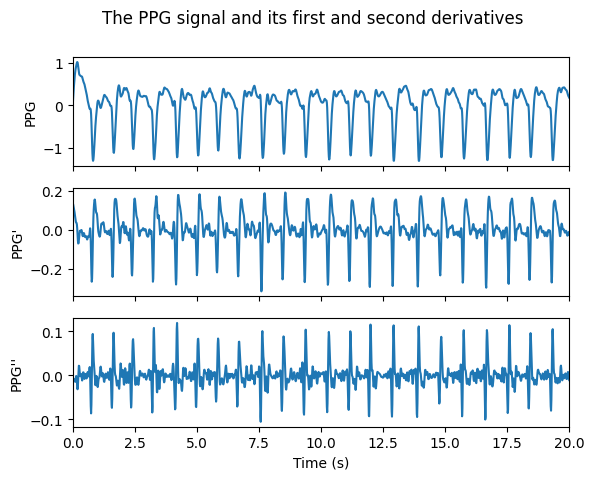 The PPG signal and its first and second derivatives
1
0
−1
PPG
0.2
0.0
−0.2
PPG'
0.1
0.0
−0.1
PPG''
0.0 2.5 5.0 7.5 10.0 12.5 15.0 17.5 20.0
Time (s)